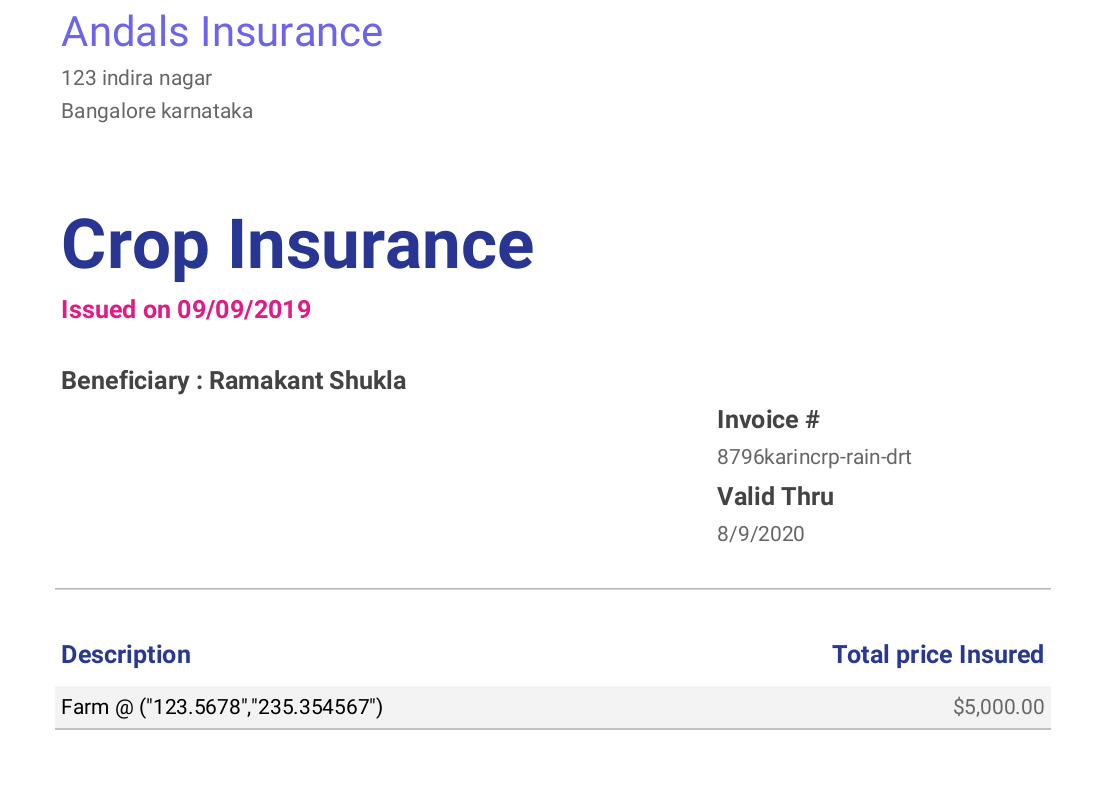 Andals Insurance
123 indira nagar
Bangalore karnataka
Crop Insurance
Issued on 09/09/2019
Beneficiary : Ramakant Shukla
Invoice #
8796karincrp-rain-drt
Valid Thru
8/9/2020
Description Total price Insured
Farm @ ("123.5678","235.354567") $5,000.00